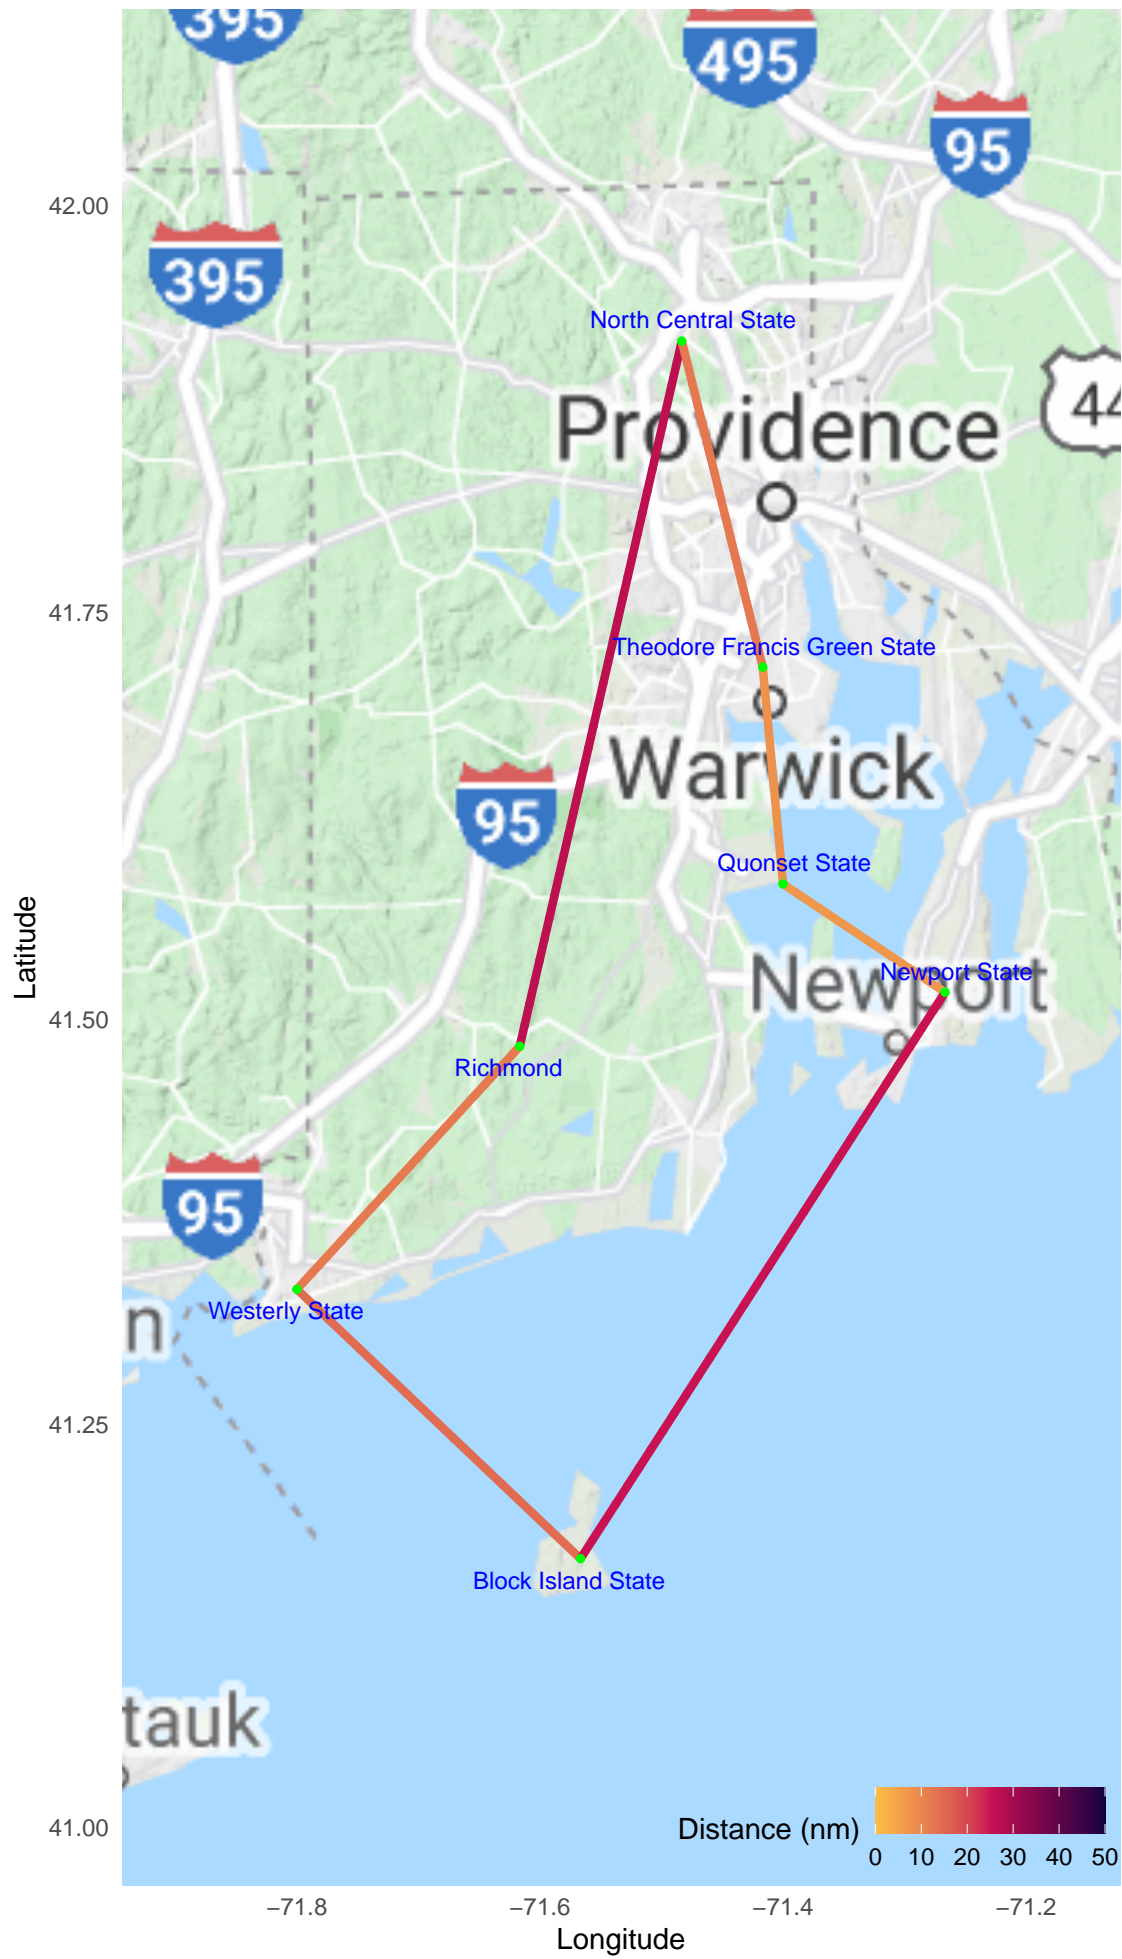 395
495
95
42.00
395
North Central State
44
Providence
41.75
Theodore Francis Green State
Warwick
95
Quonset State
Latitude
Newport State
Newport
41.50
Richmond
95
Westerly State
n
41.25
Block Island State
tauk
41.00
Distance (nm)
0 10 20 30 40 50
−71.8 −71.6 −71.4 −71.2
Longitude